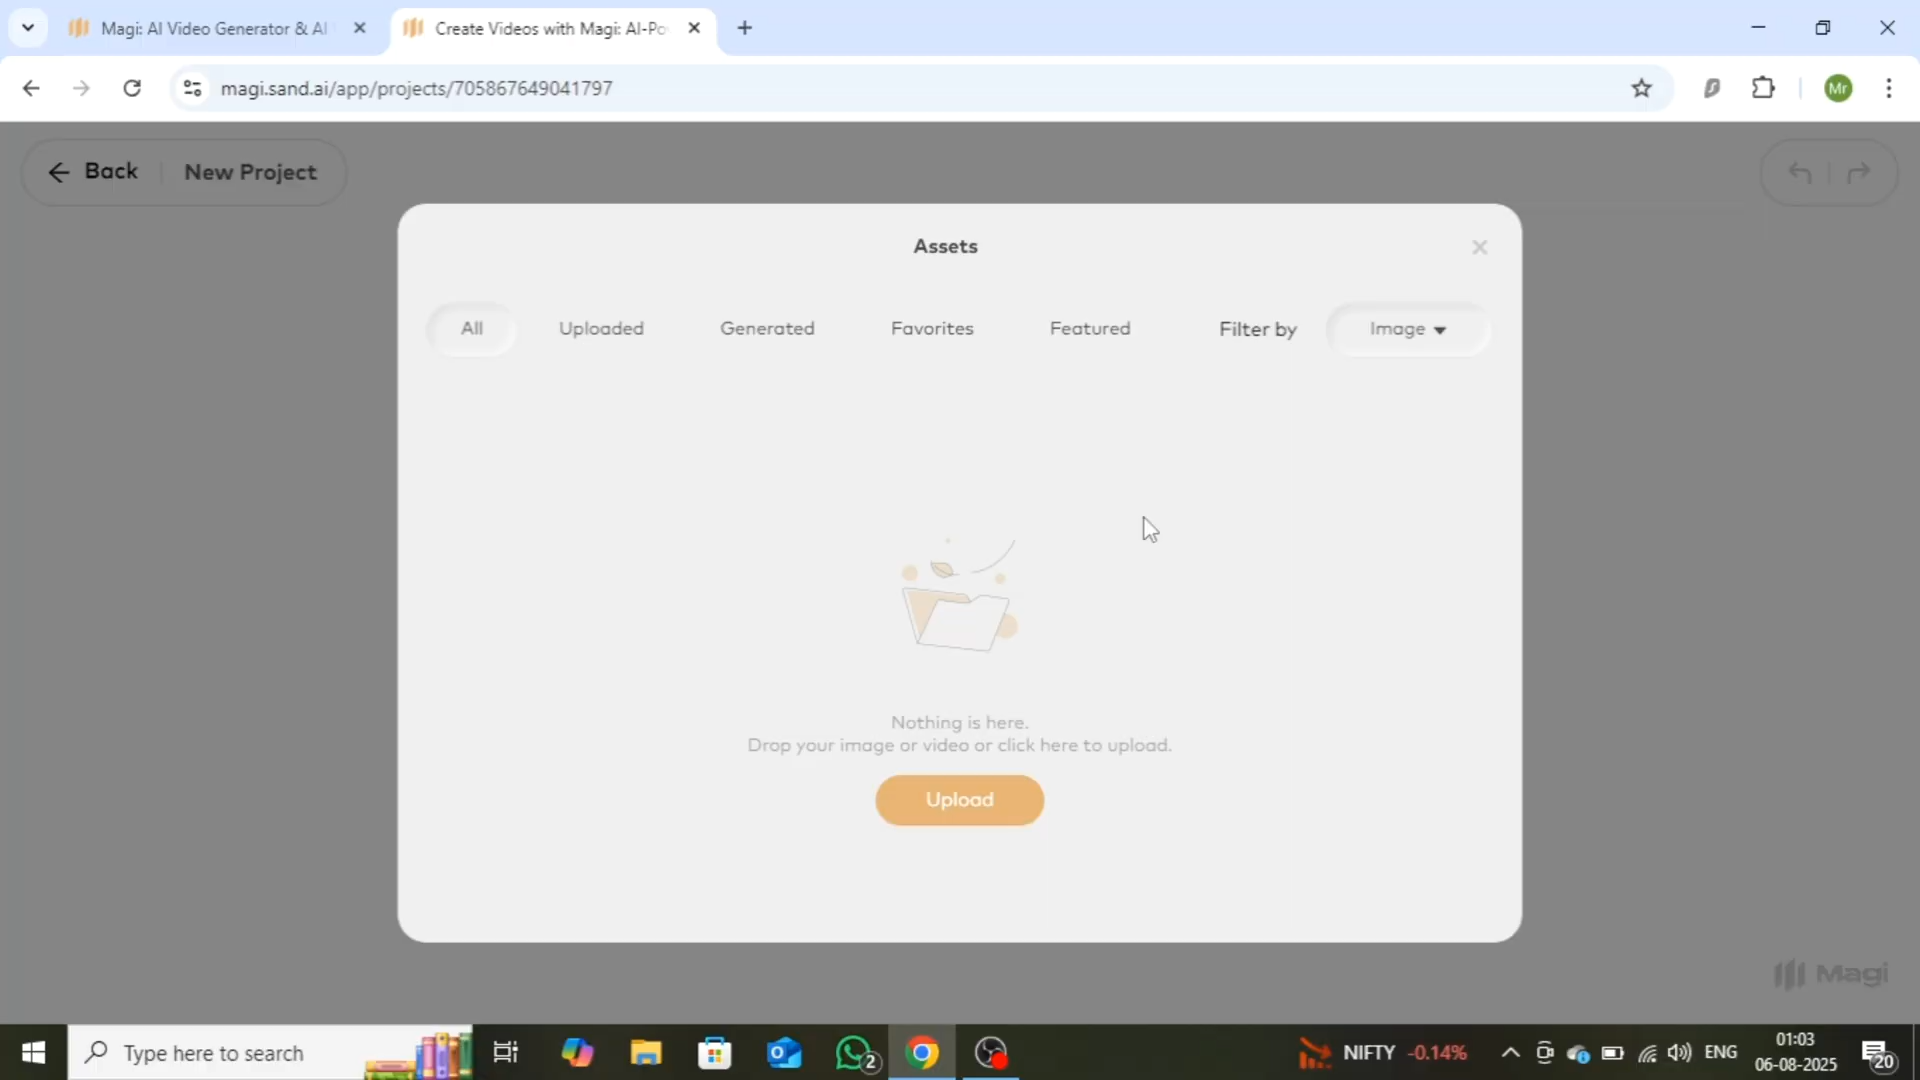 Magi: AI Video Generator & AI
Create Videos with Magi: AI-Po
magi.sand.ai/app/projects/705867649041797
Mr
Back
New Project
Assets
All
Uploaded
Generated
Favorites
Featured
Filter by
Image
Nothing is here.
Drop your image or video or click here to upload.
Upload
Magi
Type here to search
2
NIFTY -0.14%
ENG
01:03
06-08-2025
20